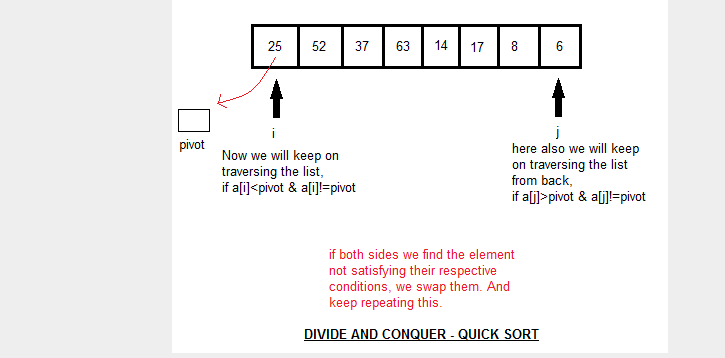 25 52 37 63 14 17 8 6
pivot
i
Now we will keep on
traversing the list,
if a[i]<pivot & a[i]!=pivot
j
here also we will keep
on traversing the list
from back,
if a[j]>pivot & a[j]!=pivot
if both sides we find the element
not satisfying their respective
conditions, we swap them. And
keep repeating this.
DIVIDE AND CONQUER - QUICK SORT